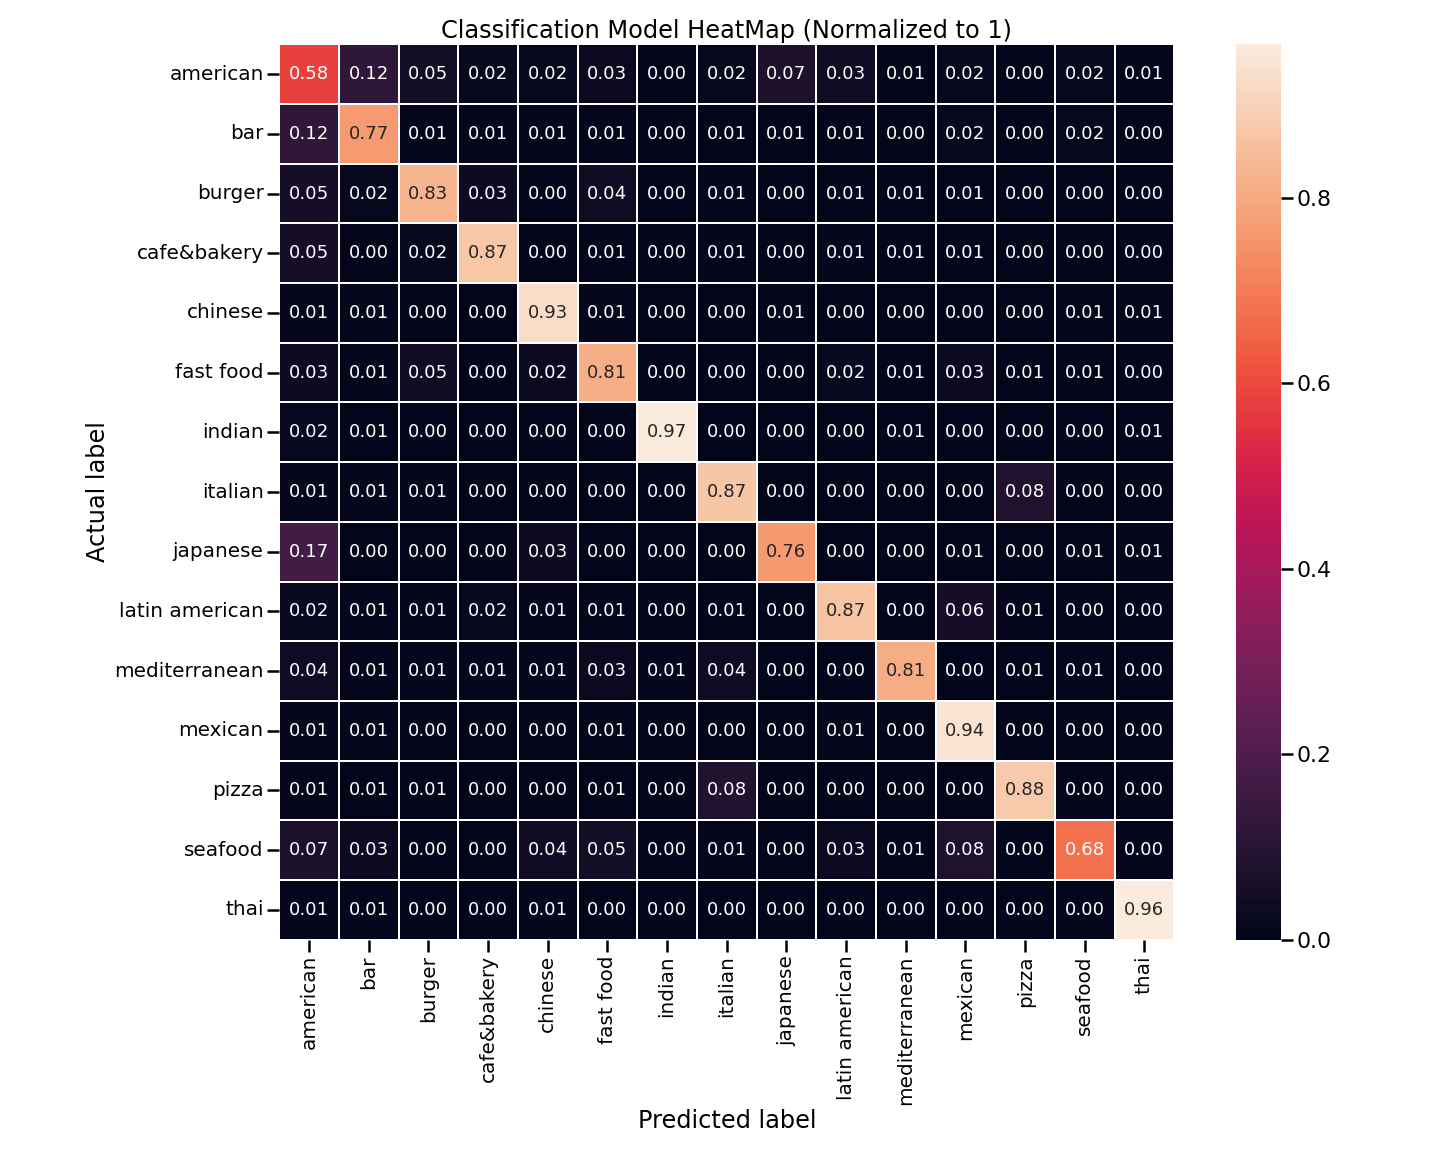 Classification Model HeatMap (Normalized to 1)
american 0.58 0.12 0.05 0.02 0.02 0.03 0.00 0.02 0.07 0.03 0.01 0.02 0.00 0.02 0.01
bar 0.12 0.77 0.01 0.01 0.01 0.01 0.00 0.01 0.01 0.01 0.00 0.02 0.00 0.02 0.00
burger 0.05 0.02 0.83 0.03 0.00 0.04 0.00 0.01 0.00 0.01 0.01 0.01 0.00 0.00 0.00
cafe&bakery 0.05 0.00 0.02 0.87 0.00 0.01 0.00 0.01 0.00 0.01 0.01 0.01 0.00 0.00 0.00
chinese 0.01 0.01 0.00 0.00 0.93 0.01 0.00 0.00 0.01 0.00 0.00 0.00 0.00 0.01 0.01
fast food 0.03 0.01 0.05 0.00 0.02 0.81 0.00 0.00 0.00 0.02 0.01 0.03 0.01 0.01 0.00
indian 0.02 0.01 0.00 0.00 0.00 0.00 0.97 0.00 0.00 0.00 0.01 0.00 0.00 0.00 0.01
italian 0.01 0.01 0.01 0.00 0.00 0.00 0.00 0.87 0.00 0.00 0.00 0.00 0.08 0.00 0.00
japanese 0.17 0.00 0.00 0.00 0.03 0.00 0.00 0.00 0.76 0.00 0.00 0.01 0.00 0.01 0.01
latin american 0.02 0.01 0.01 0.02 0.01 0.01 0.00 0.01 0.00 0.87 0.00 0.06 0.01 0.00 0.00
mediterranean 0.04 0.01 0.01 0.01 0.01 0.03 0.01 0.04 0.00 0.00 0.81 0.00 0.01 0.01 0.00
mexican 0.01 0.01 0.00 0.00 0.00 0.01 0.00 0.00 0.00 0.01 0.00 0.94 0.00 0.00 0.00
pizza 0.01 0.01 0.01 0.00 0.00 0.01 0.00 0.08 0.00 0.00 0.00 0.00 0.88 0.00 0.00
seafood 0.07 0.03 0.00 0.00 0.04 0.05 0.00 0.01 0.00 0.03 0.01 0.08 0.00 0.68 0.00
thai 0.01 0.01 0.00 0.00 0.01 0.00 0.00 0.00 0.00 0.00 0.00 0.00 0.00 0.00 0.96
Actual label
american
bar
burger
cafe&bakery
chinese
fast food
indian
italian
japanese
latin american
mediterranean
mexican
pizza
seafood
thai
Predicted label
0.8
0.6
0.4
0.2
0.0